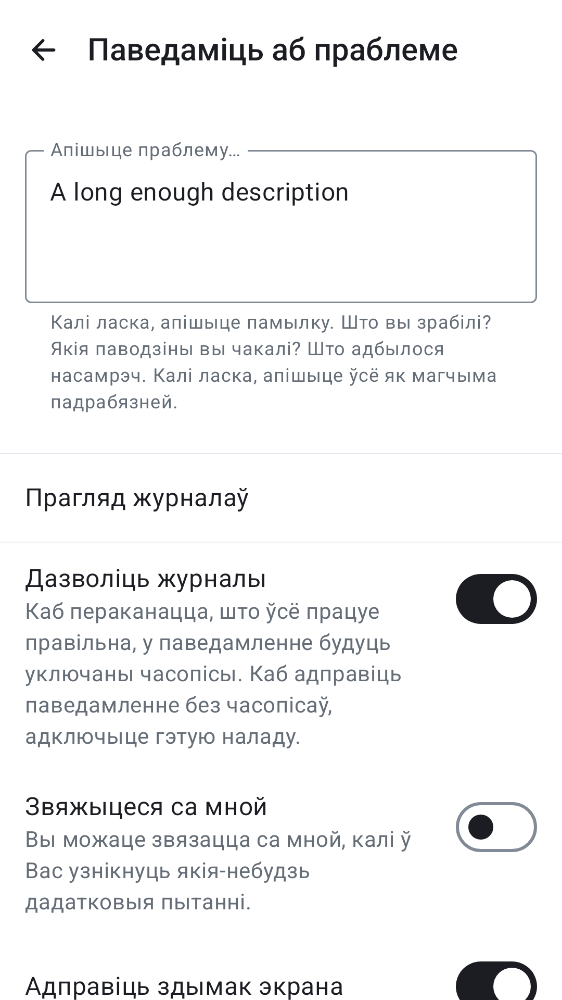 Паведаміць аб праблеме
Апішыце праблему…
A long enough description
Калі ласка, апішыце памылку. Што вы зрабілі?
Якія паводзіны вы чакалі? Што адбылося
насамрэч. Калі ласка, апішыце ўсё як магчыма
падрабязней.
Прагляд журналаў
Дазволіць журналы
Каб пераканацца, што ўсё працуе
правільна, у паведамленне будуць
уключаны часопісы. Каб адправіць
паведамленне без часопісаў,
адключыце гэтую наладу.
Звяжыцеся са мной
Вы можаце звязацца са мной, калі ў
Вас узнікнуць якія-небудзь
дадатковыя пытанні.
Адправіць здымак экрана